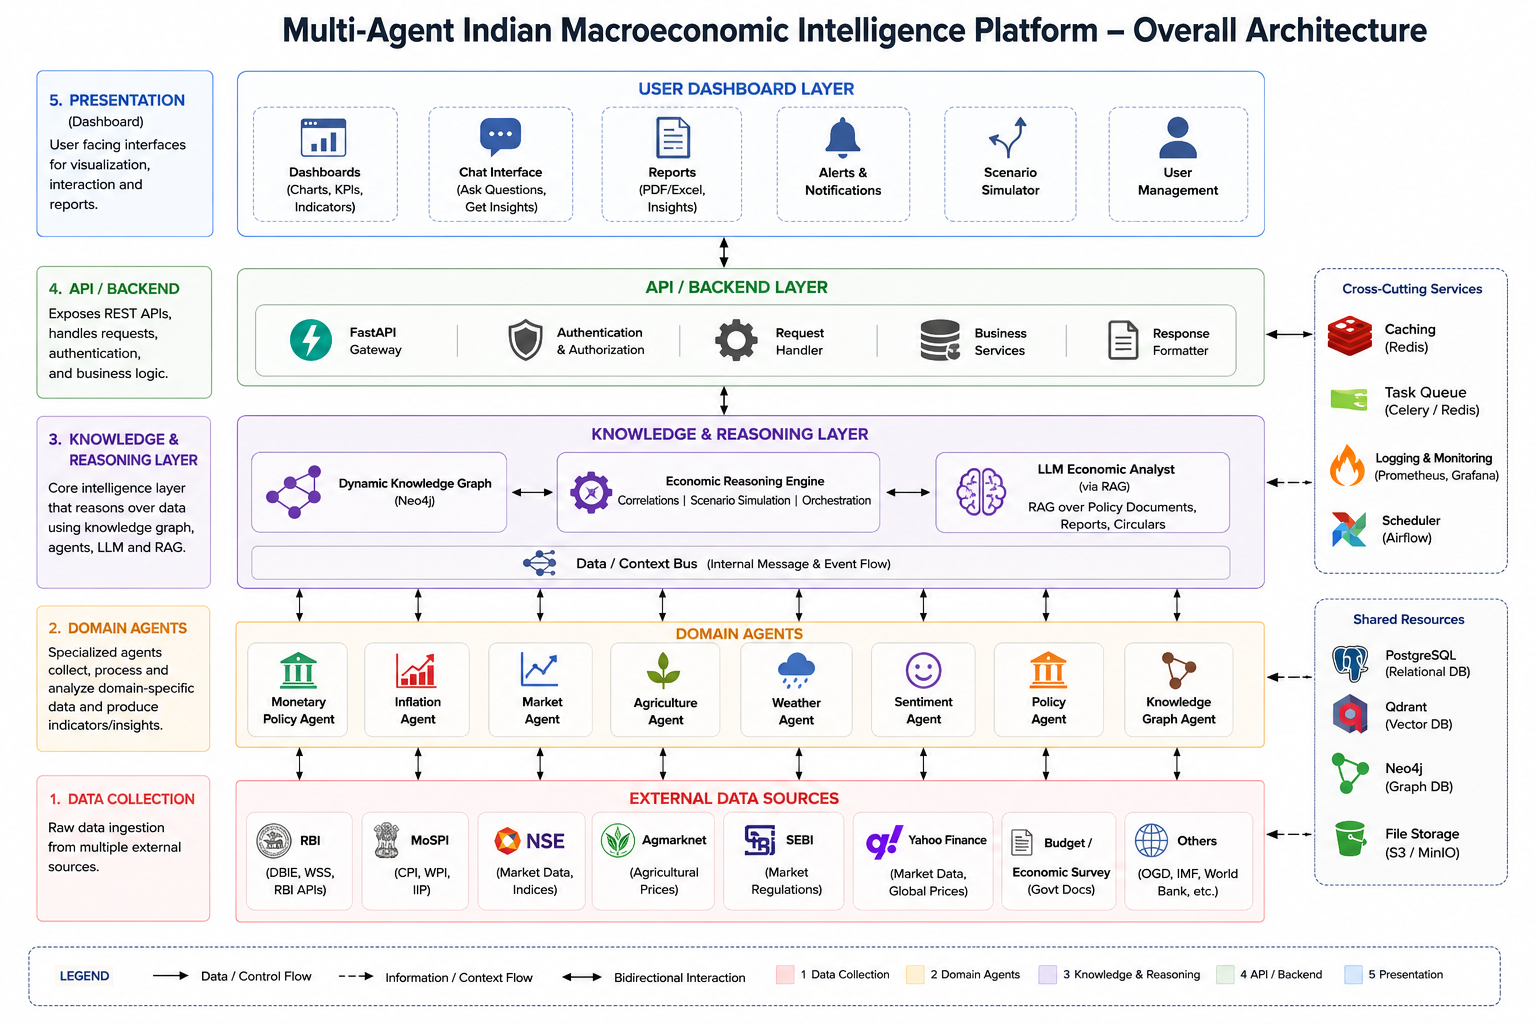 Multi-Agent Indian Macroeconomic Intelligence Platform – Overall Architecture
5. PRESENTATION
(Dashboard)
User facing interfaces
for visualization,
interaction and
reports.
USER DASHBOARD LAYER
Dashboards
(Charts, KPIs,
Indicators)
Chat Interface
(Ask Questions,
Get Insights)
Reports
(PDF/Excel,
Insights)
Alerts &
Notifications
Scenario
Simulator
User
Management
4. API / BACKEND
Exposes REST APIs,
handles requests,
authentication,
and business logic.
API / BACKEND LAYER
FastAPI
Gateway
Authentication
& Authorization
Request
Handler
Business
Services
Response
Formatter
Cross-Cutting Services
Caching
(Redis)
Task Queue
(Celery / Redis)
Logging & Monitoring
(Prometheus, Grafana)
Scheduler
(Airflow)
3. KNOWLEDGE &
REASONING LAYER
Core intelligence layer
that reasons over data
using knowledge graph,
agents, LLM and RAG.
KNOWLEDGE & REASONING LAYER
Dynamic Knowledge Graph
(Neo4j)
Economic Reasoning Engine
Correlations | Scenario Simulation | Orchestration
LLM Economic Analyst
(via RAG)
RAG over Policy Documents,
Reports, Circulars
Data / Context Bus (Internal Message & Event Flow)
2. DOMAIN AGENTS
Specialized agents
collect, process and
analyze domain-specific
data and produce
indicators/insights.
DOMAIN AGENTS
Monetary
Policy Agent
Inflation
Agent
Market
Agent
Agriculture
Agent
Weather
Agent
Sentiment
Agent
Policy
Agent
Knowledge
Graph Agent
Shared Resources
PostgreSQL
(Relational DB)
Qdrant
(Vector DB)
Neo4j
(Graph DB)
File Storage
(S3 / MinIO)
1. DATA COLLECTION
Raw data ingestion
from multiple external
sources.
EXTERNAL DATA SOURCES
RBI
(DBIE, WSS,
RBI APIs)
MoSPI
(CPI, WPI,
IIP)
NSE
(Market Data,
Indices)
Agmarknet
(Agricultural
Prices)
SEBI
(Market
Regulations)
Yahoo Finance
(Market Data,
Global Prices)
Budget /
Economic Survey
(Govt Docs)
Others
(OGD, IMF, World
Bank, etc.)
LEGEND
Data / Control Flow
Information / Context Flow
Bidirectional Interaction
1 Data Collection
2 Domain Agents
3 Knowledge & Reasoning
4 API / Backend
5 Presentation